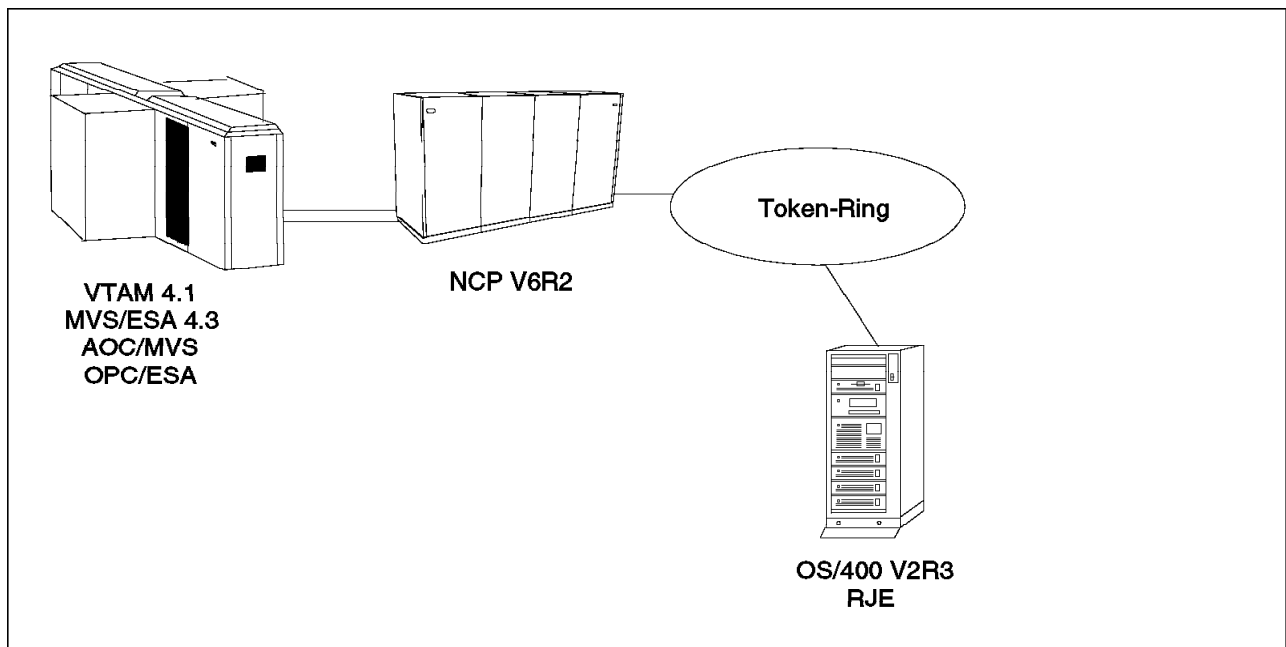 Token-Ring
NCP V6R2
VTAM 4.1
MVS/ESA 4.3
AOC/MVS
OPC/ESA
OS/400 V2R3
RJE